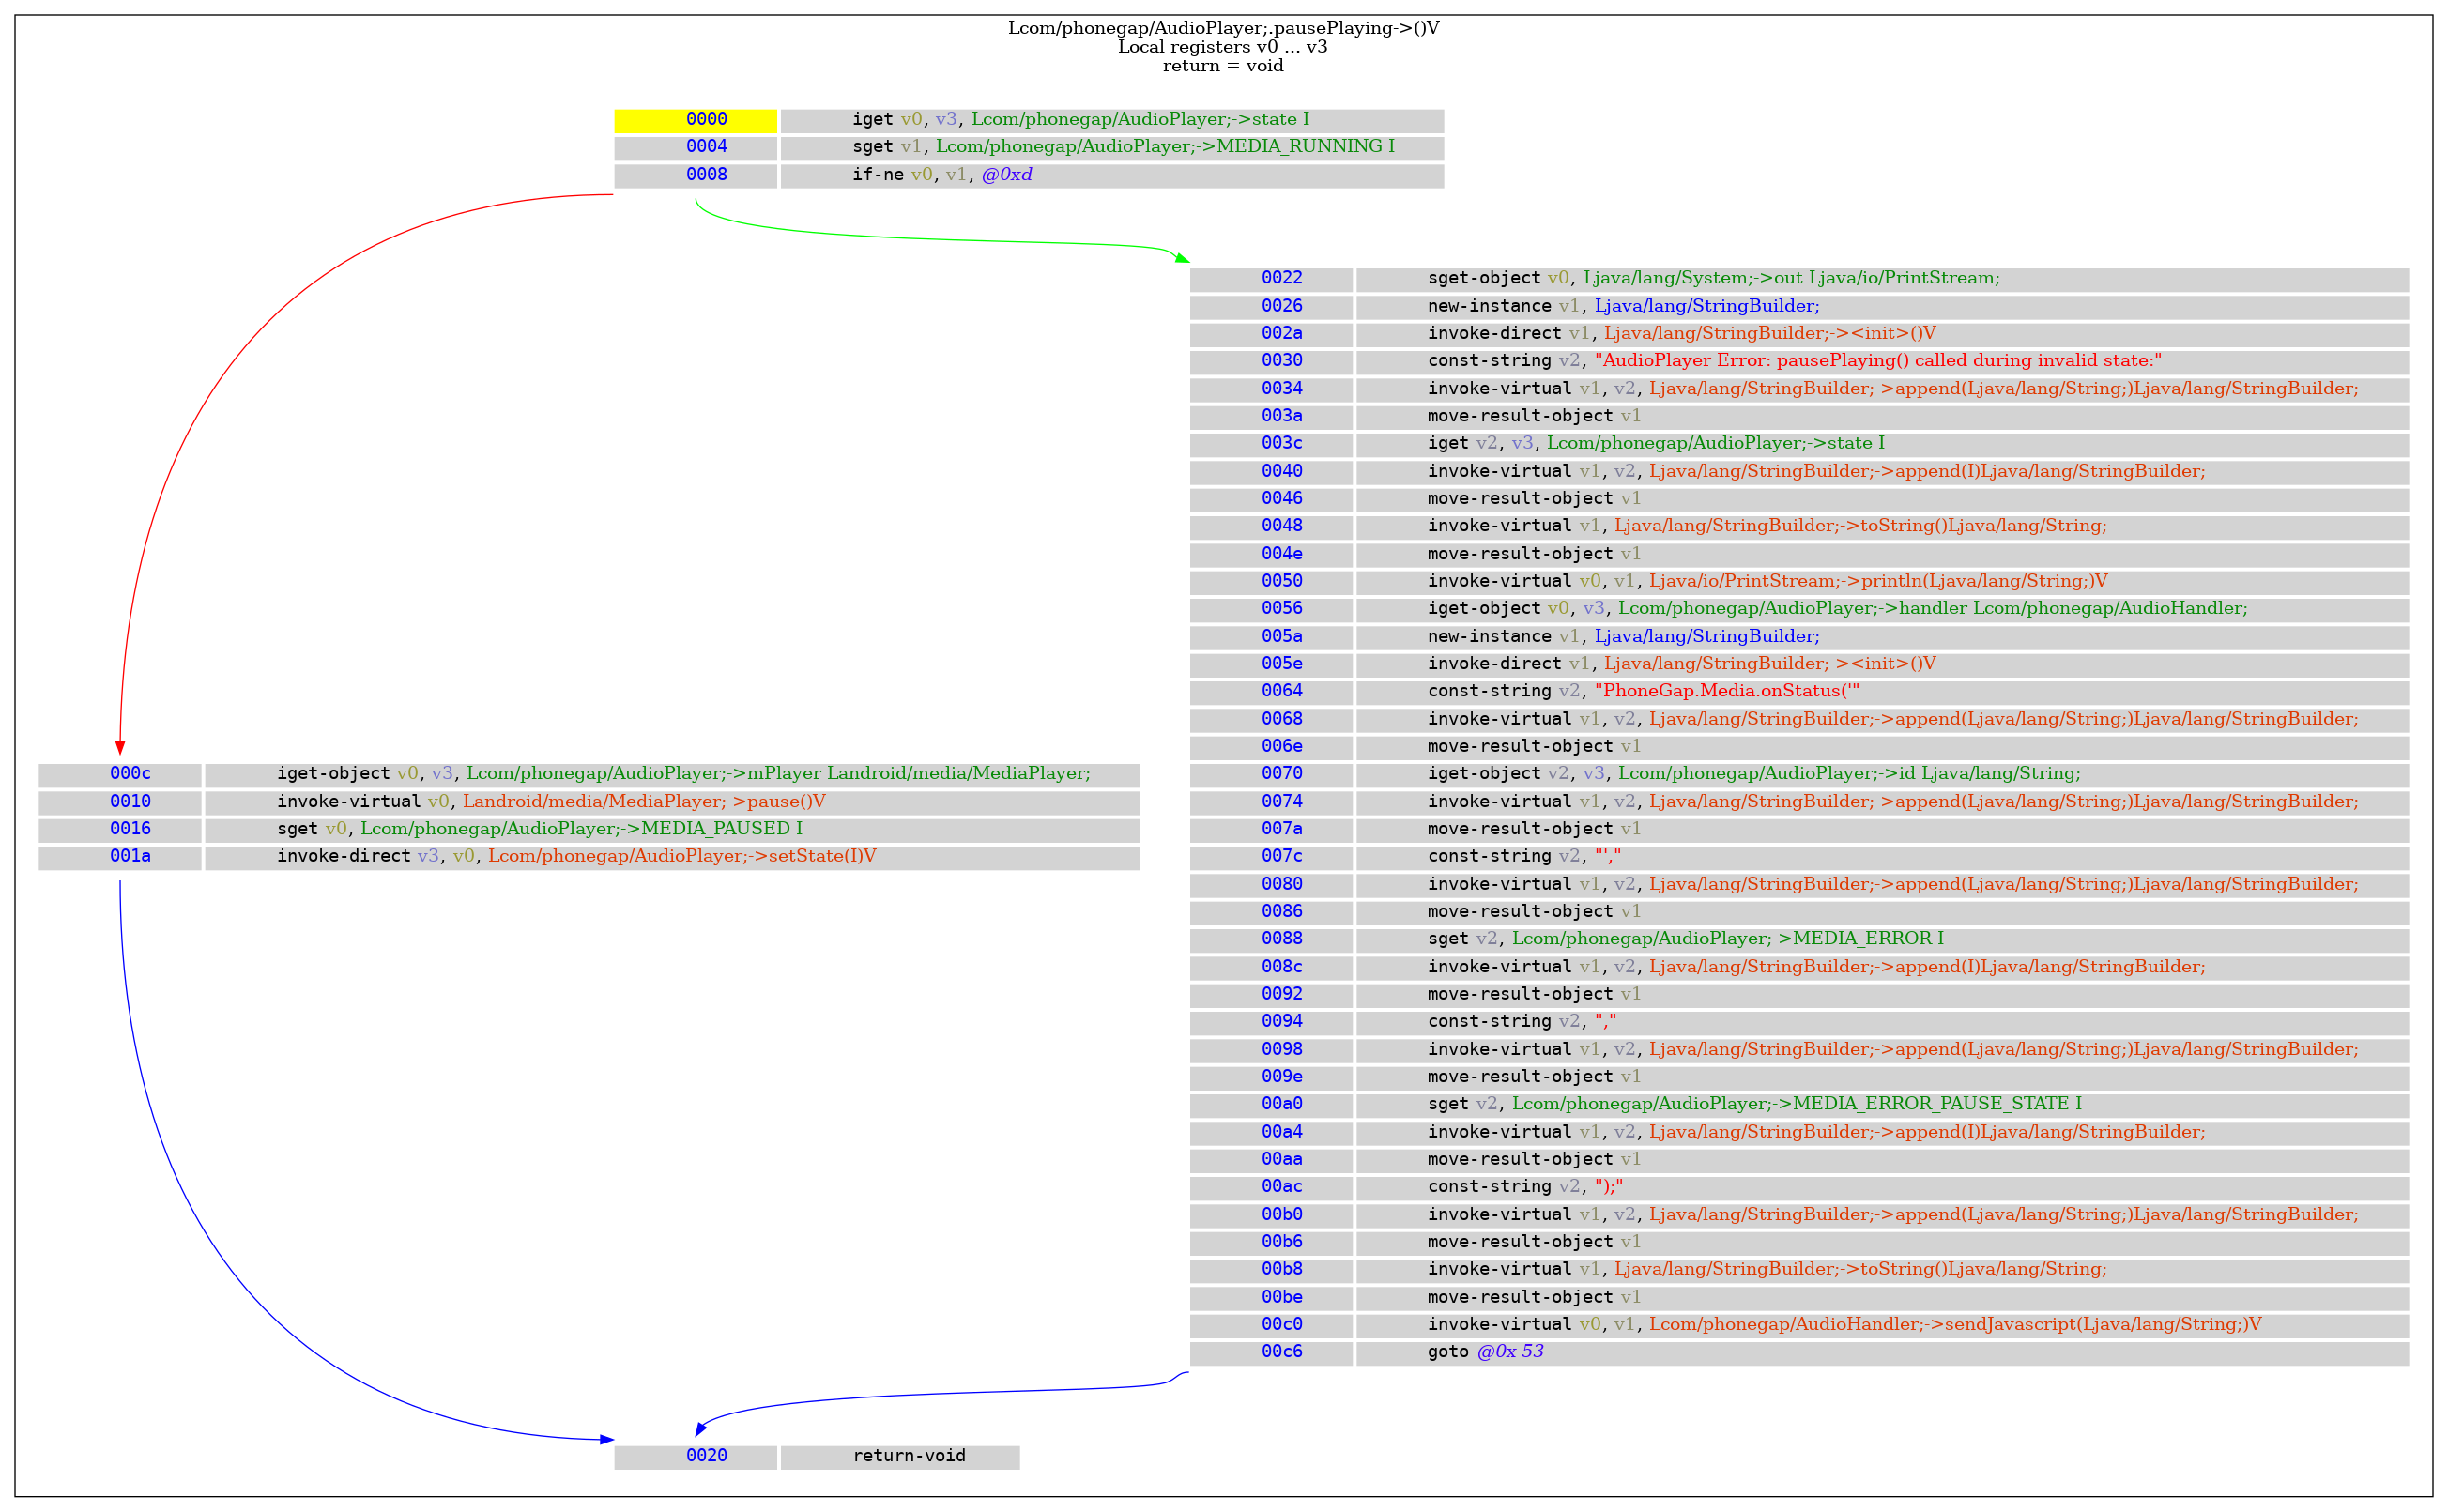 Lcom/phonegap/AudioPlayer;.pausePlaying->()V
Local registers v0 ... v3
return = void
0000 iget v0, v3, Lcom/phonegap/AudioPlayer;->state I
0004 sget v1, Lcom/phonegap/AudioPlayer;->MEDIA_RUNNING I
0008 if-ne v0, v1, @0xd
0022 sget-object v0, Ljava/lang/System;->out Ljava/io/PrintStream;
0026 new-instance v1, Ljava/lang/StringBuilder;
002a invoke-direct v1, Ljava/lang/StringBuilder;-><init>()V
0030 const-string v2, "AudioPlayer Error: pausePlaying() called during invalid state:"
0034 invoke-virtual v1, v2, Ljava/lang/StringBuilder;->append(Ljava/lang/String;)Ljava/lang/StringBuilder;
003a move-result-object v1
003c iget v2, v3, Lcom/phonegap/AudioPlayer;->state I
0040 invoke-virtual v1, v2, Ljava/lang/StringBuilder;->append(I)Ljava/lang/StringBuilder;
0046 move-result-object v1
0048 invoke-virtual v1, Ljava/lang/StringBuilder;->toString()Ljava/lang/String;
004e move-result-object v1
0050 invoke-virtual v0, v1, Ljava/io/PrintStream;->println(Ljava/lang/String;)V
0056 iget-object v0, v3, Lcom/phonegap/AudioPlayer;->handler Lcom/phonegap/AudioHandler;
005a new-instance v1, Ljava/lang/StringBuilder;
005e invoke-direct v1, Ljava/lang/StringBuilder;-><init>()V
0064 const-string v2, "PhoneGap.Media.onStatus('"
0068 invoke-virtual v1, v2, Ljava/lang/StringBuilder;->append(Ljava/lang/String;)Ljava/lang/StringBuilder;
006e move-result-object v1
0070 iget-object v2, v3, Lcom/phonegap/AudioPlayer;->id Ljava/lang/String;
0074 invoke-virtual v1, v2, Ljava/lang/StringBuilder;->append(Ljava/lang/String;)Ljava/lang/StringBuilder;
007a move-result-object v1
007c const-string v2, "',"
0080 invoke-virtual v1, v2, Ljava/lang/StringBuilder;->append(Ljava/lang/String;)Ljava/lang/StringBuilder;
0086 move-result-object v1
0088 sget v2, Lcom/phonegap/AudioPlayer;->MEDIA_ERROR I
008c invoke-virtual v1, v2, Ljava/lang/StringBuilder;->append(I)Ljava/lang/StringBuilder;
0092 move-result-object v1
0094 const-string v2, ","
0098 invoke-virtual v1, v2, Ljava/lang/StringBuilder;->append(Ljava/lang/String;)Ljava/lang/StringBuilder;
009e move-result-object v1
00a0 sget v2, Lcom/phonegap/AudioPlayer;->MEDIA_ERROR_PAUSE_STATE I
00a4 invoke-virtual v1, v2, Ljava/lang/StringBuilder;->append(I)Ljava/lang/StringBuilder;
00aa move-result-object v1
00ac const-string v2, ");"
00b0 invoke-virtual v1, v2, Ljava/lang/StringBuilder;->append(Ljava/lang/String;)Ljava/lang/StringBuilder;
00b6 move-result-object v1
00b8 invoke-virtual v1, Ljava/lang/StringBuilder;->toString()Ljava/lang/String;
00be move-result-object v1
00c0 invoke-virtual v0, v1, Lcom/phonegap/AudioHandler;->sendJavascript(Ljava/lang/String;)V
00c6 goto @0x-53
000c iget-object v0, v3, Lcom/phonegap/AudioPlayer;->mPlayer Landroid/media/MediaPlayer;
0010 invoke-virtual v0, Landroid/media/MediaPlayer;->pause()V
0016 sget v0, Lcom/phonegap/AudioPlayer;->MEDIA_PAUSED I
001a invoke-direct v3, v0, Lcom/phonegap/AudioPlayer;->setState(I)V
0020 return-void